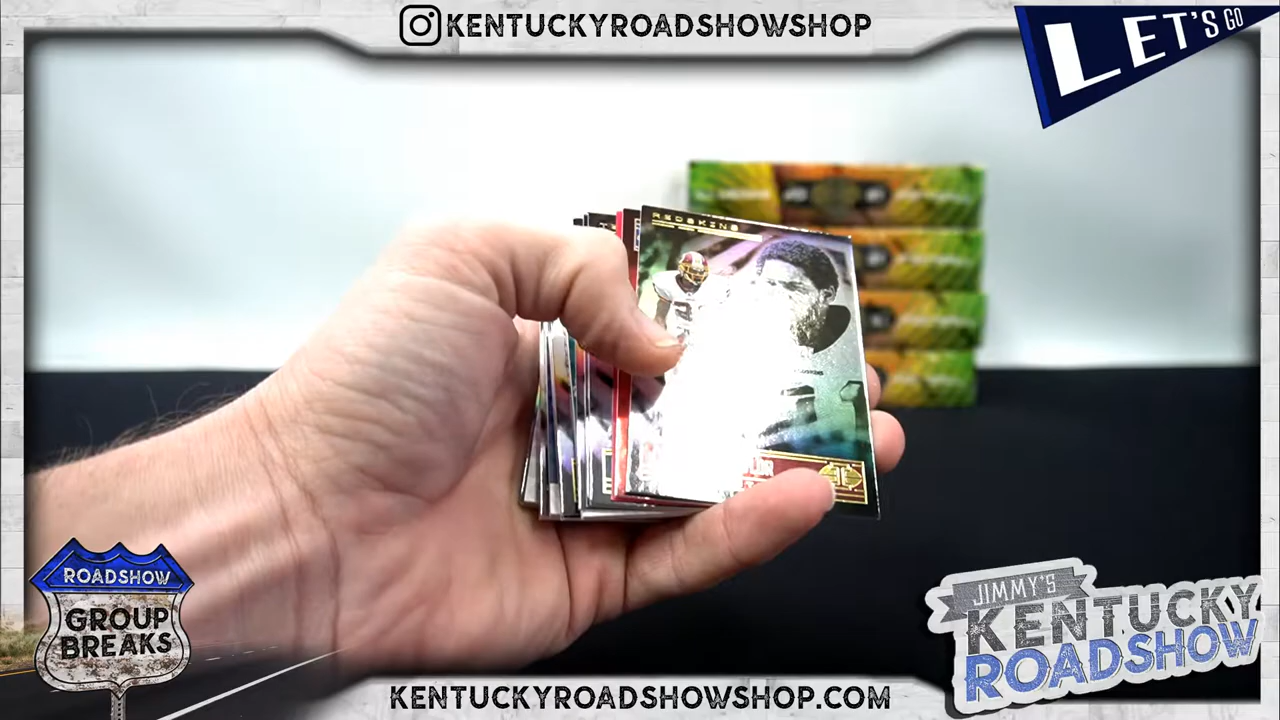 KENTUCKYROADSHOWSHOP
LET'S GO
REDSKINS
ROADSHOW
GROUP
BREAKS
JIMMY'S
KENTUCKY
ROADSHOW
KENTUCKYROADSHOWSHOP.COM